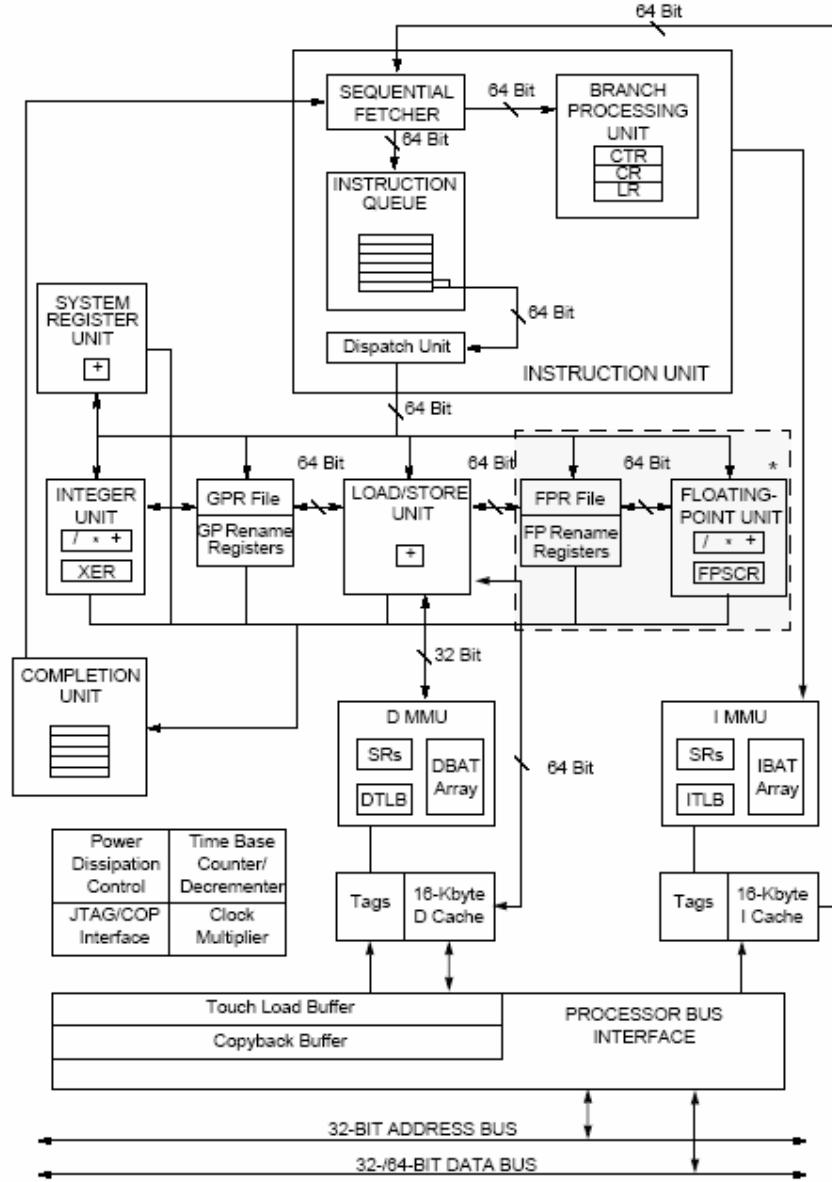 64 Bit
SEQUENTIAL
FETCHER
64 Bit
BRANCH
PROCESSING
UNIT
CTR
CR
LR
64 Bit
INSTRUCTION
QUEUE
64 Bit
Dispatch Unit
INSTRUCTION UNIT
SYSTEM
REGISTER
UNIT
+
64 Bit
INTEGER
UNIT
/ × +
XER
GPR File
GP Rename
Registers
64 Bit
LOAD/STORE
UNIT
+
64 Bit
FPR File
FP Rename
Registers
64 Bit
*
FLOATING-
POINT UNIT
/ × +
FPSCR
COMPLETION
UNIT
32 Bit
D MMU
SRs
DTLB
DBAT
Array
64 Bit
I MMU
SRs
ITLB
IBAT
Array
Power
Dissipation
Control
Time Base
Counter/
Decrementer
JTAG/COP
Interface
Clock
Multiplier
Tags
16-Kbyte
D Cache
Tags
16-Kbyte
I Cache
Touch Load Buffer
Copyback Buffer
PROCESSOR BUS
INTERFACE
32-BIT ADDRESS BUS
32-/64-BIT DATA BUS